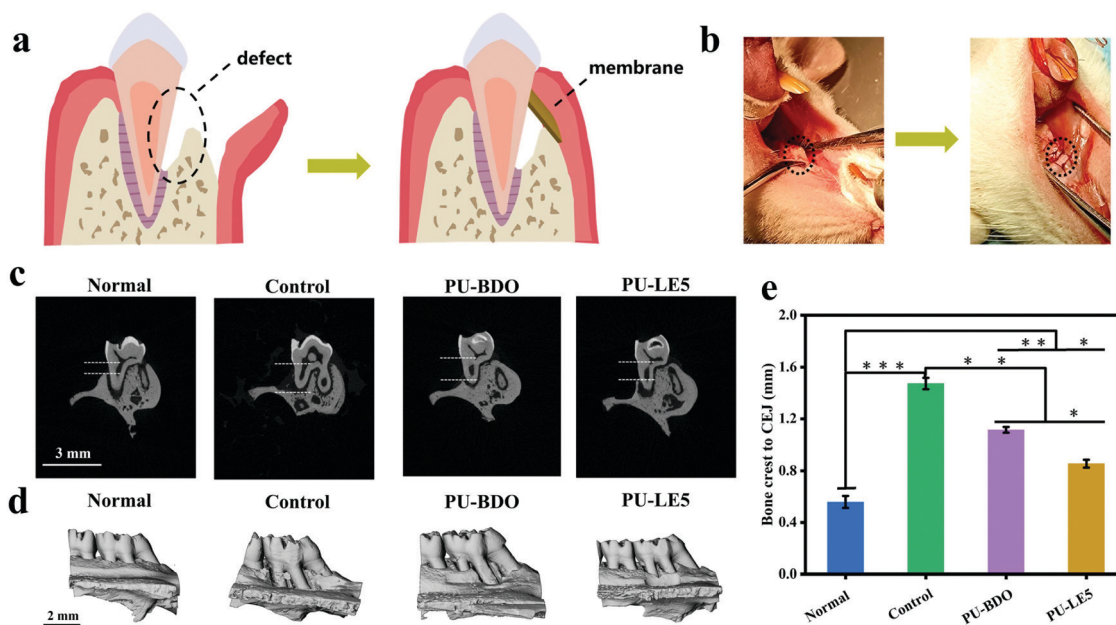 a
defect
membrane
b
c
Normal
Control
PU-BDO
PU-LE5
3 mm
d
Normal
Control
PU-BDO
PU-LE5
2 mm
e
Bone crest to CEJ (mm)
2.0
1.6
1.2
0.8
0.4
0.0
* *
*
* * *
* *
*
Normal
Control
PU-BDO
PU-LE5